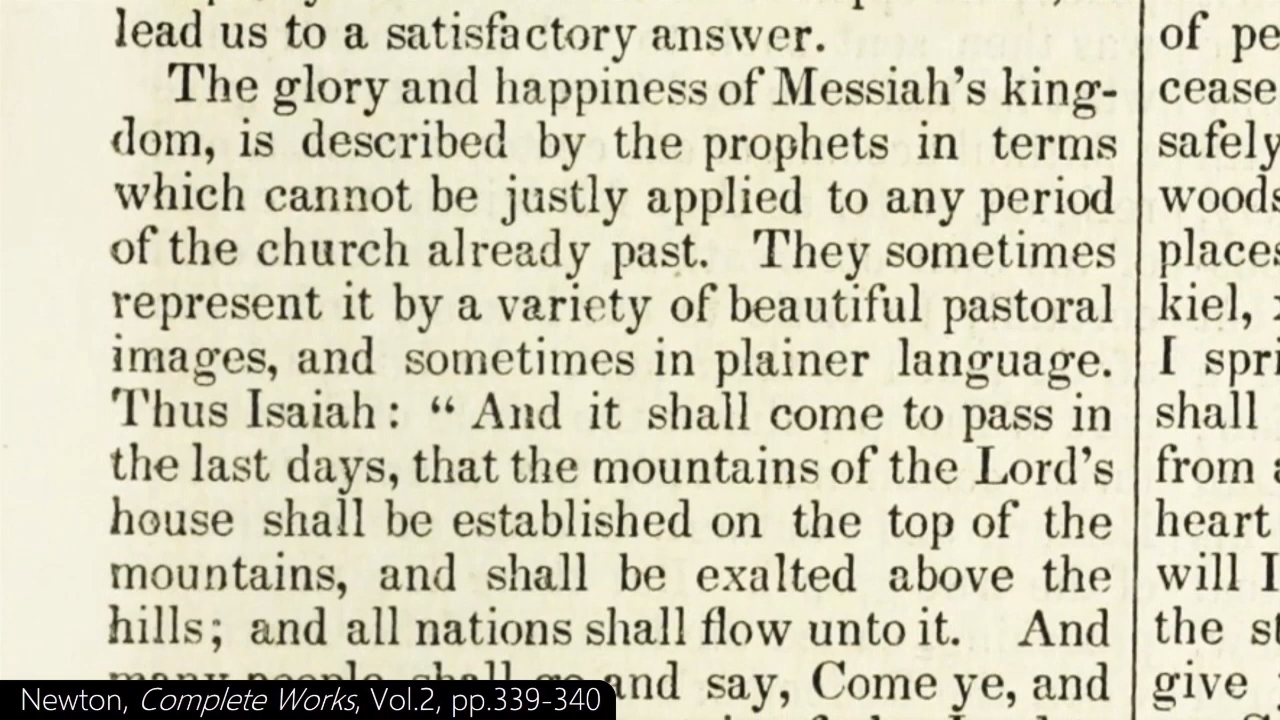 lead us to a satisfactory answer.
The glory and happiness of Messiah's king-
dom, is described by the prophets in terms
which cannot be justly applied to any period
of the church already past. They sometimes
represent it by a variety of beautiful pastoral
images, and sometimes in plainer language.
Thus Isaiah: “ And it shall come to pass in
the last days, that the mountains of the Lord's
house shall be established on the top of the
mountains, and shall be exalted above the
hills; and all nations shall flow unto it. And
many people shall go and say, Come ye, and
of pe
cease
safely
woods
places
kiel,
I spri
shall
from a
heart
will I
the st
give
Newton, Complete Works, Vol.2, pp.339-340